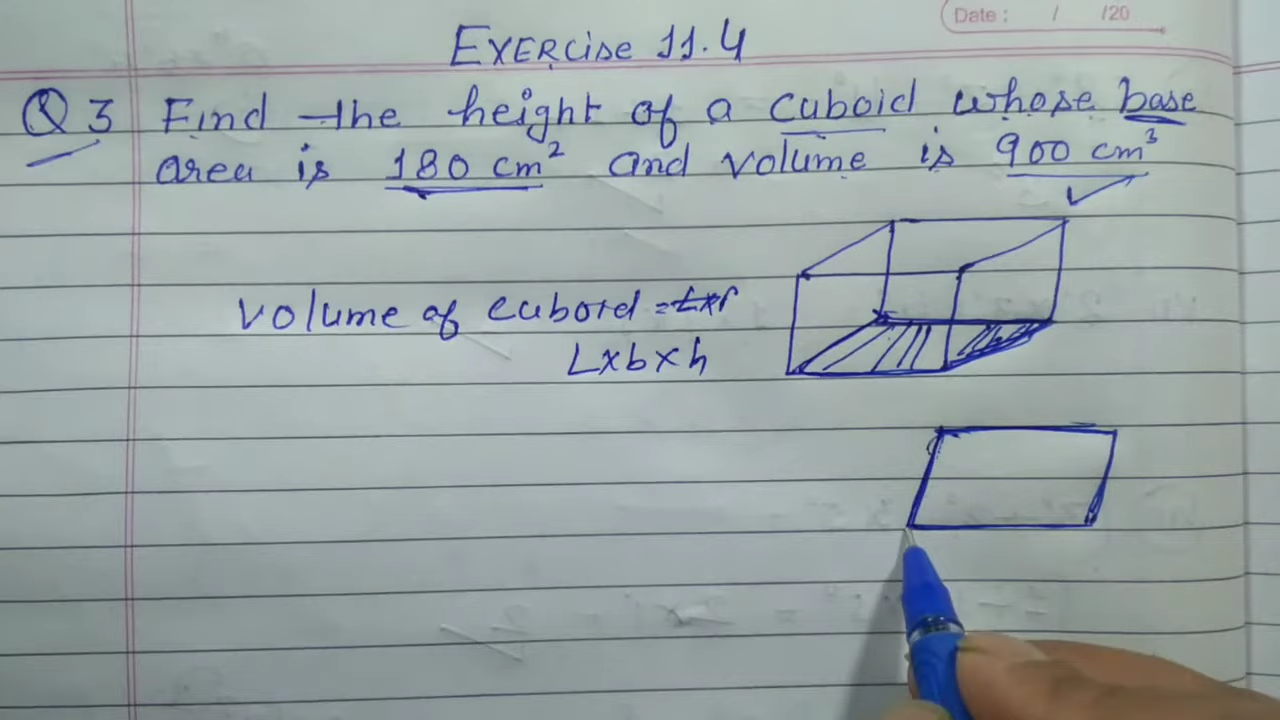 Date : / /20
Exercise 11.4
Q 3 Find the height of a cuboid whose base
area is 180 cm² and volume is 900 cm³
volume of cuboid =
L×b×h